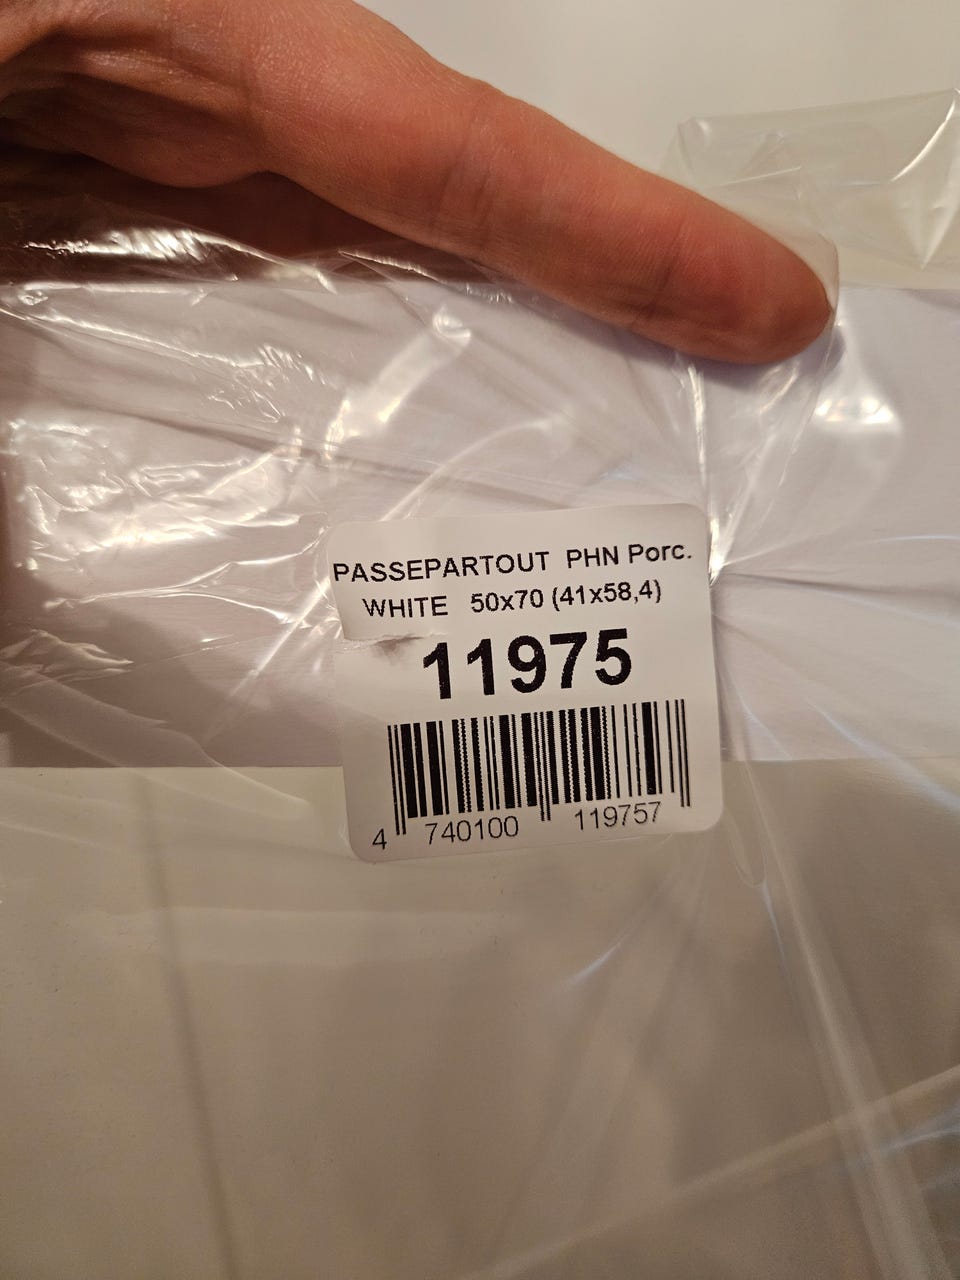 PASSEPARTOUT PHN Porc.
WHITE 50x70 (41x58,4)
11975
4 740100 119757